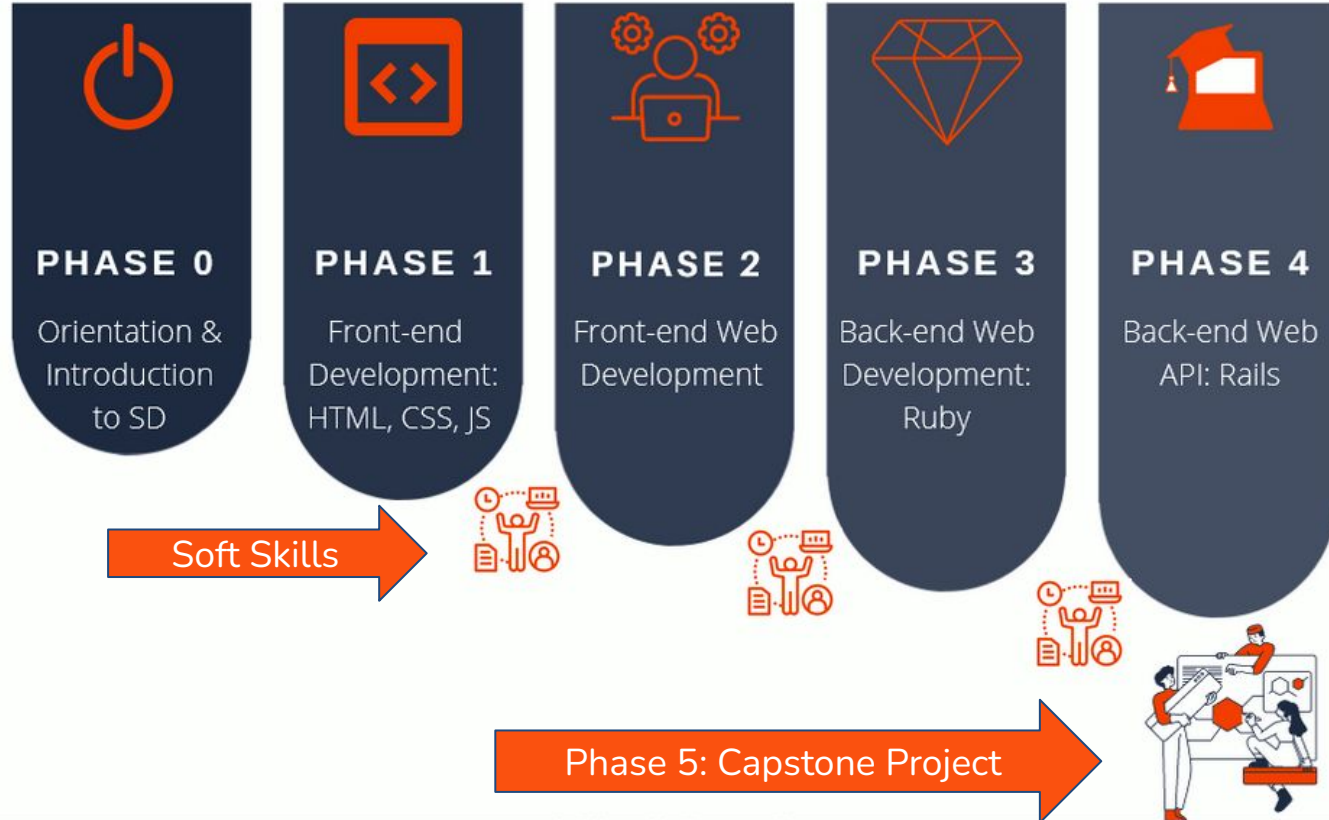 PHASE 0
Orientation &
Introduction
to SD
PHASE 1
Front-end
Development:
HTML, CSS, JS
PHASE 2
Front-end Web
Development
PHASE 3
Back-end Web
Development:
Ruby
PHASE 4
Back-end Web
API: Rails
Soft Skills
Phase 5: Capstone Project